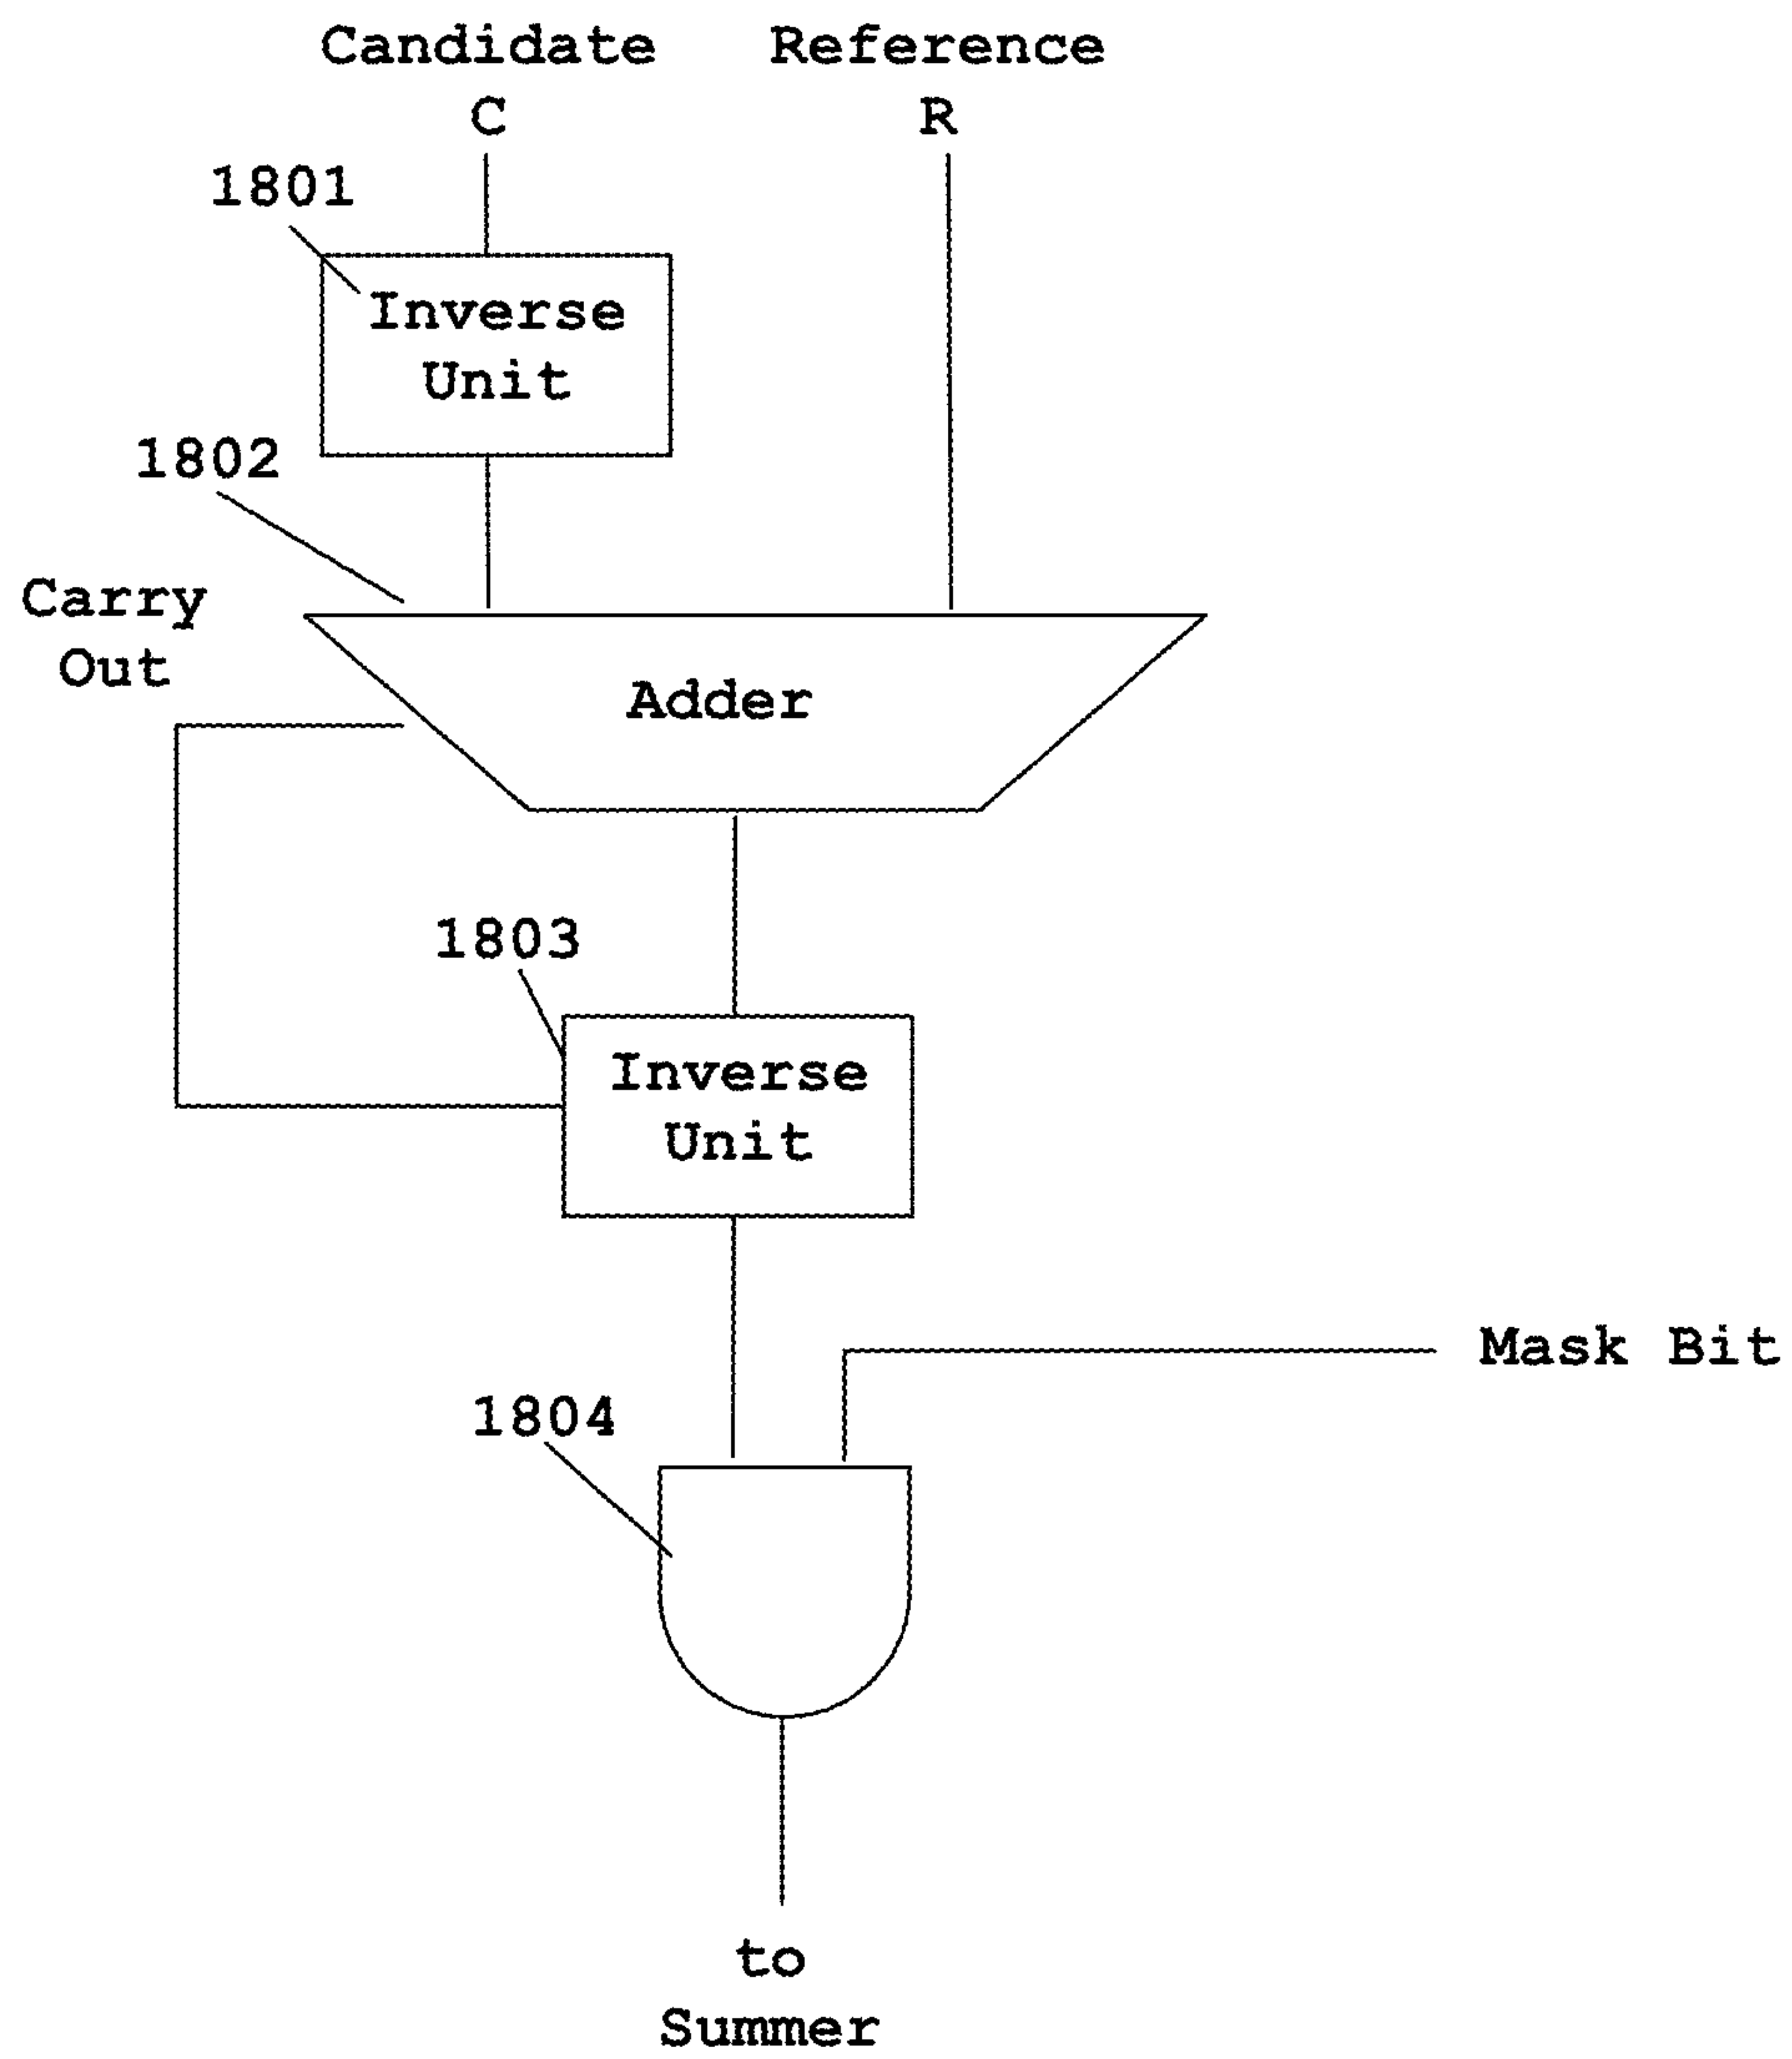 Candidate
C
Reference
R
1801
Inverse
Unit
1802
Carry
Out
Adder
1803
Inverse
Unit
Mask Bit
1804
to
Summer